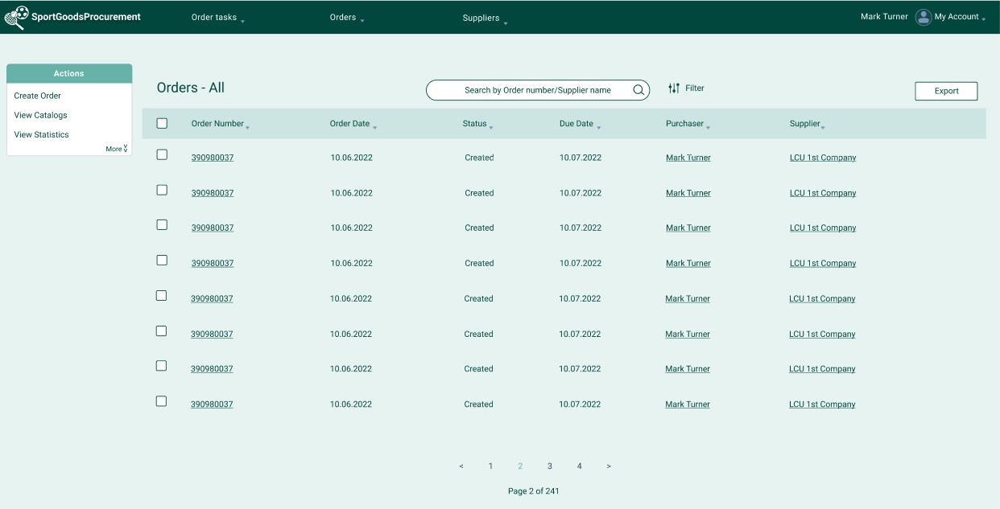 SportGoodsProcurement Order tasks Orders Suppliers Mark Turner My Account
Actions
Create Order
View Catalogs
View Statistics
More
Orders - All Search by Order number/Supplier name Filter Export
Order Number Order Date Status Due Date Purchaser Supplier
390980037 10.06.2022 Created 10.07.2022 Mark Turner LCU 1st Company
390980037 10.06.2022 Created 10.07.2022 Mark Turner LCU 1st Company
390980037 10.06.2022 Created 10.07.2022 Mark Turner LCU 1st Company
390980037 10.06.2022 Created 10.07.2022 Mark Turner LCU 1st Company
390980037 10.06.2022 Created 10.07.2022 Mark Turner LCU 1st Company
390980037 10.06.2022 Created 10.07.2022 Mark Turner LCU 1st Company
390980037 10.06.2022 Created 10.07.2022 Mark Turner LCU 1st Company
390980037 10.06.2022 Created 10.07.2022 Mark Turner LCU 1st Company
< 1 2 3 4 >
Page 2 of 241